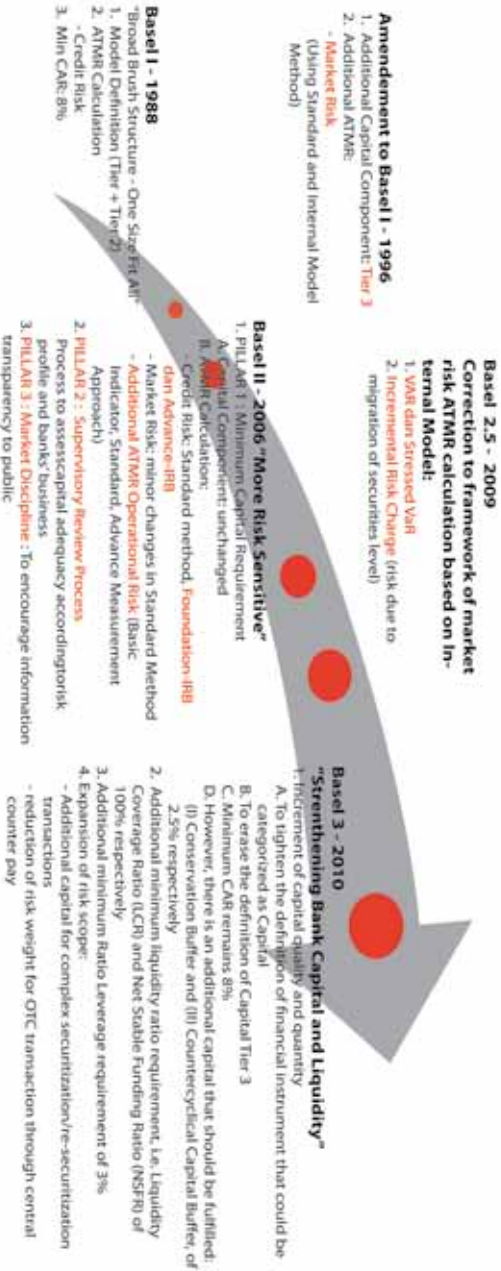 Basel I - 1988
"Broad Brush Structure - One Size Fit All"
1. Model Definition (Tier + Tier 2)
2. ATMR Calculation
- Credit Risk
3. Min CAR: 8%
Amendement to Basel I - 1996
1. Additional Capital Component: Tier 3
2. Additional ATMR:
- Market Risk
(Using Standard and Internal Model
Method)
Basel II - 2006 "More Risk Sensitive"
1. PILLAR 1 : Minimum Capital Requirement
A. Capital Component: unchanged
B. ATMR Calculation:
- Credit Risk: Standard method, Foundation-IRB
dan Advance-IRB
- Market Risk: minor changes in Standard Method
- Additional ATMR Operational Risk (Basic
Indicator, Standard, Advance Measurement
Approach)
2. PILLAR 2 : Supervisory Review Process
Process to assesscapital adequacy accordingtorisk
profile and banks' business
3. PILLAR 3 : Market Discipline : To encourage information
transparency to public
Basel 2.5 - 2009
Correction to framework of market
risk ATMR calculation based on In-
ternal Model:
1. VAR dan Stressed VaR
2. Incremental Risk Charge (risk due to
migration of securities level)
Basel 3 - 2010
"Strenthening Bank Capital and Liquidity"
1. Increment of capital quality and quantity
A. To tighten the definition of financial instrument that could be
categorized as Capital
B. To erase the definition of Capital Tier 3
C. Minimum CAR remains 8%
D. However, there is an additional capital that should be fulfilled:
(I) Conservation Buffer and (II) Countercyclical Capital Buffer, of
2.5% respectively
2. Additional minimum liquidity ratio requirement, i.e. Liquidity
Coverage Ratio (LCR) and Net Stable Funding Ratio (NSFR) of
100% respectively
3. Additional minimum Ratio Leverage requirement of 3%
4. Expansion of risk scope:
- Additional capital for complex securitization/re-securitization
transactions
- reduction of risk weight for OTC transaction through central
counter pay